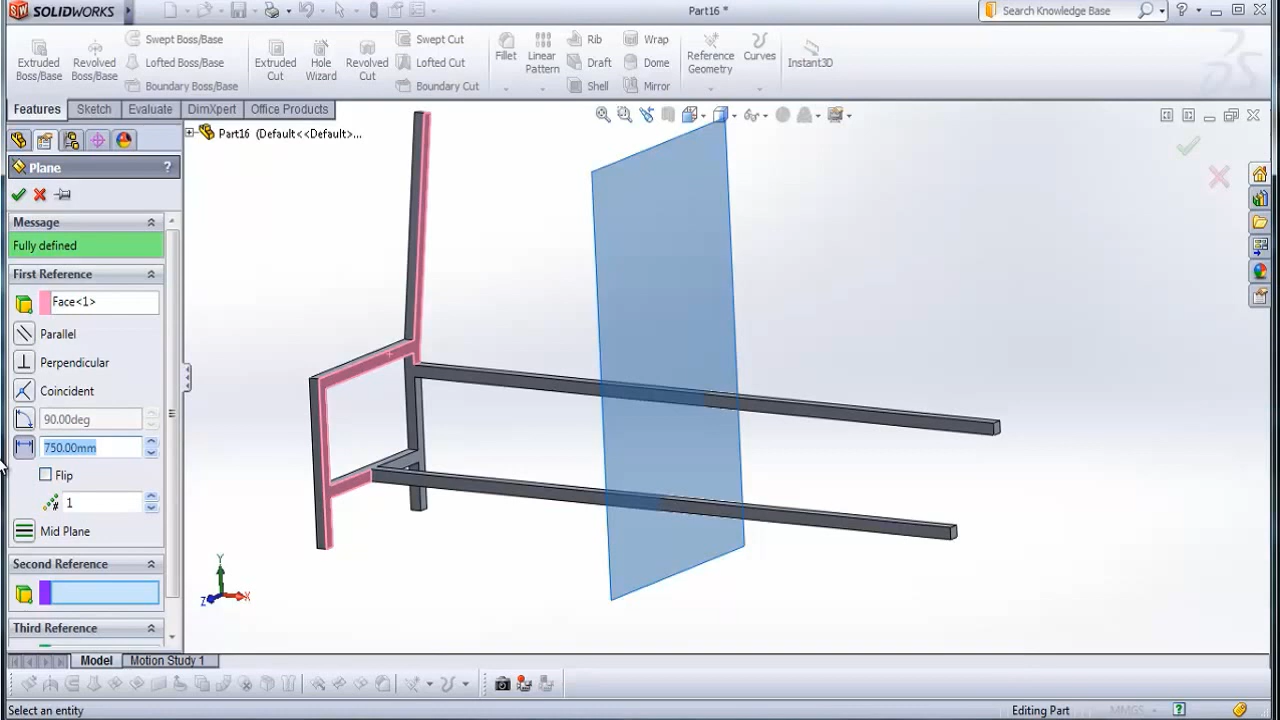 SOLIDWORKS
Part16 *
Search Knowledge Base
Extruded Boss/Base
Revolved Boss/Base
Swept Boss/Base
Lofted Boss/Base
Boundary Boss/Base
Extruded Cut
Hole Wizard
Revolved Cut
Swept Cut
Lofted Cut
Boundary Cut
Fillet
Linear Pattern
Rib
Draft
Shell
Wrap
Dome
Mirror
Reference Geometry
Curves
Instant3D
Features
Sketch
Evaluate
DimXpert
Office Products
Part16 (Default<<Default>...
Plane
?
Message
Fully defined
First Reference
Face<1>
Parallel
Perpendicular
Coincident
90.00deg
750.00mm
Flip
1
Mid Plane
Second Reference
Third Reference
Y
X
Z
Model
Motion Study 1
Select an entity
Editing Part
MMGS
?